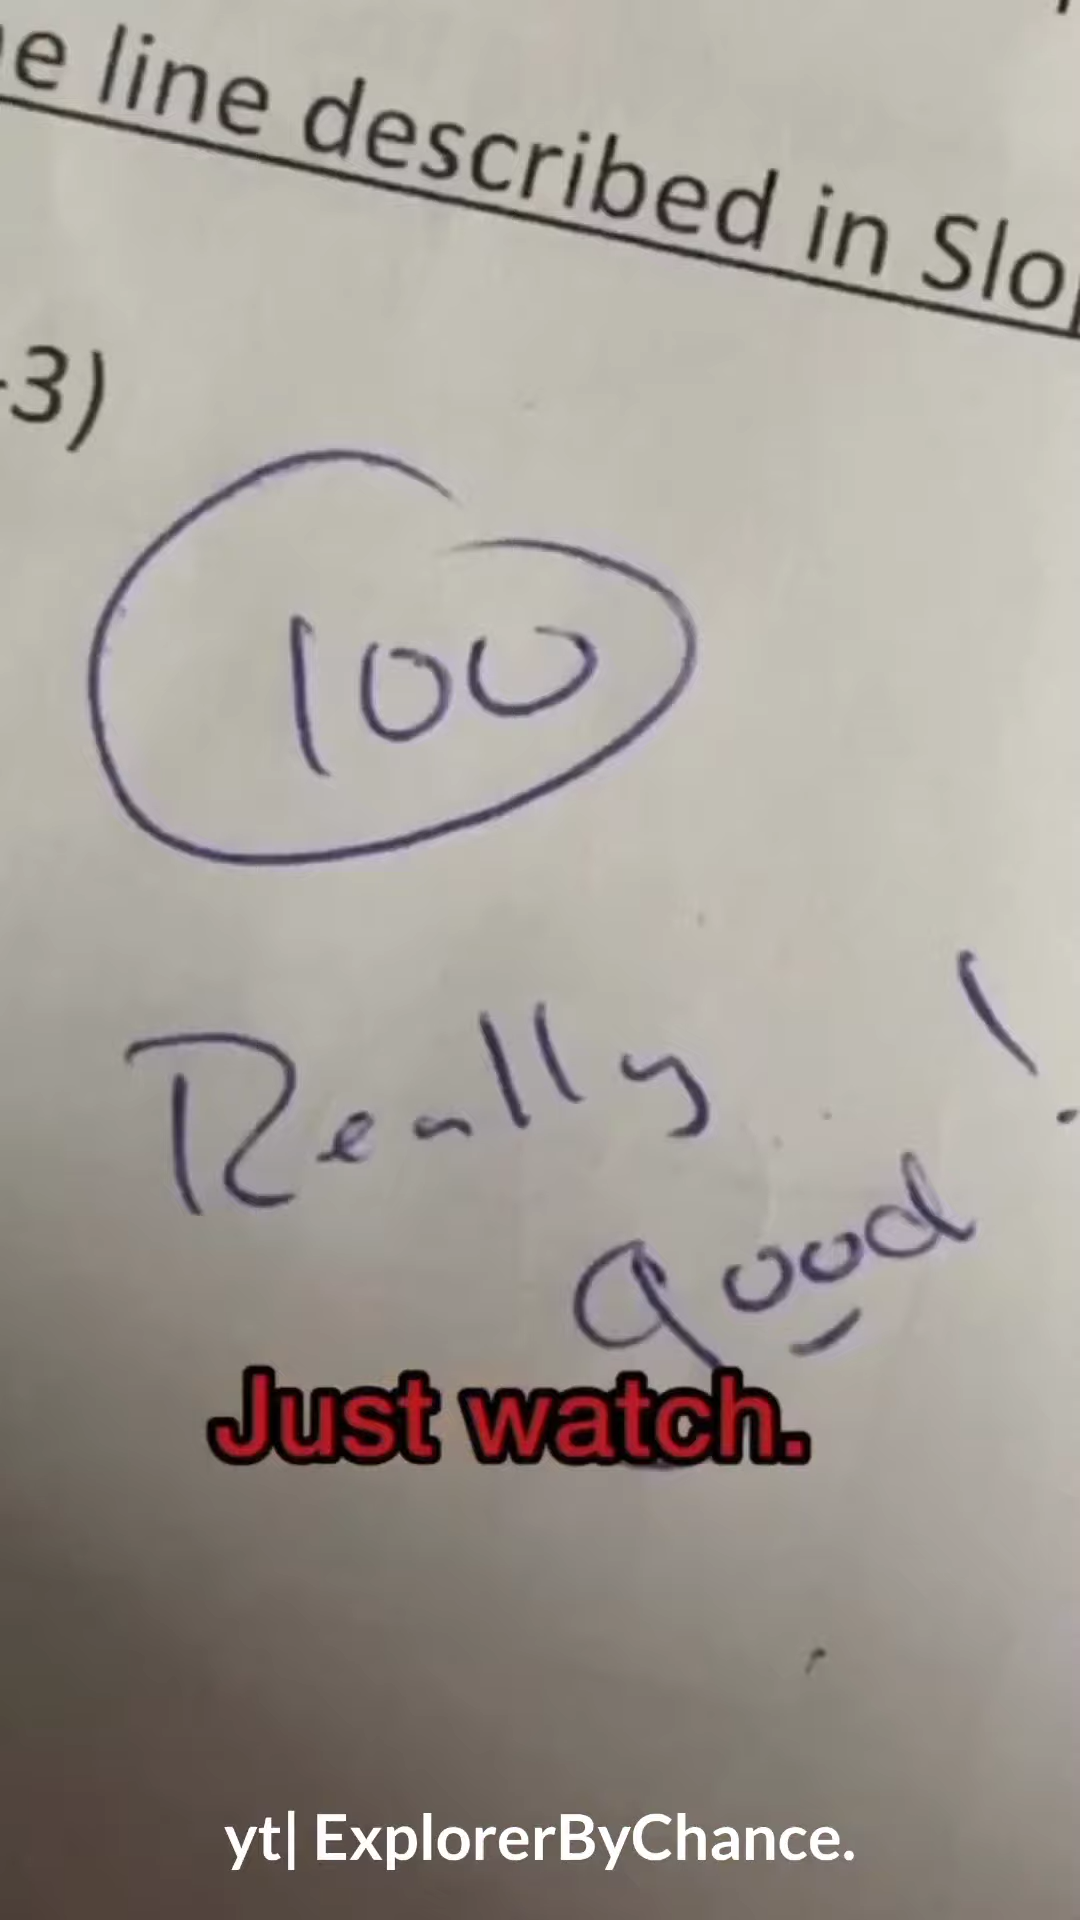 e line described in Slo
-3)
100
Really !
good
Just watch.
yt| ExplorerByChance.